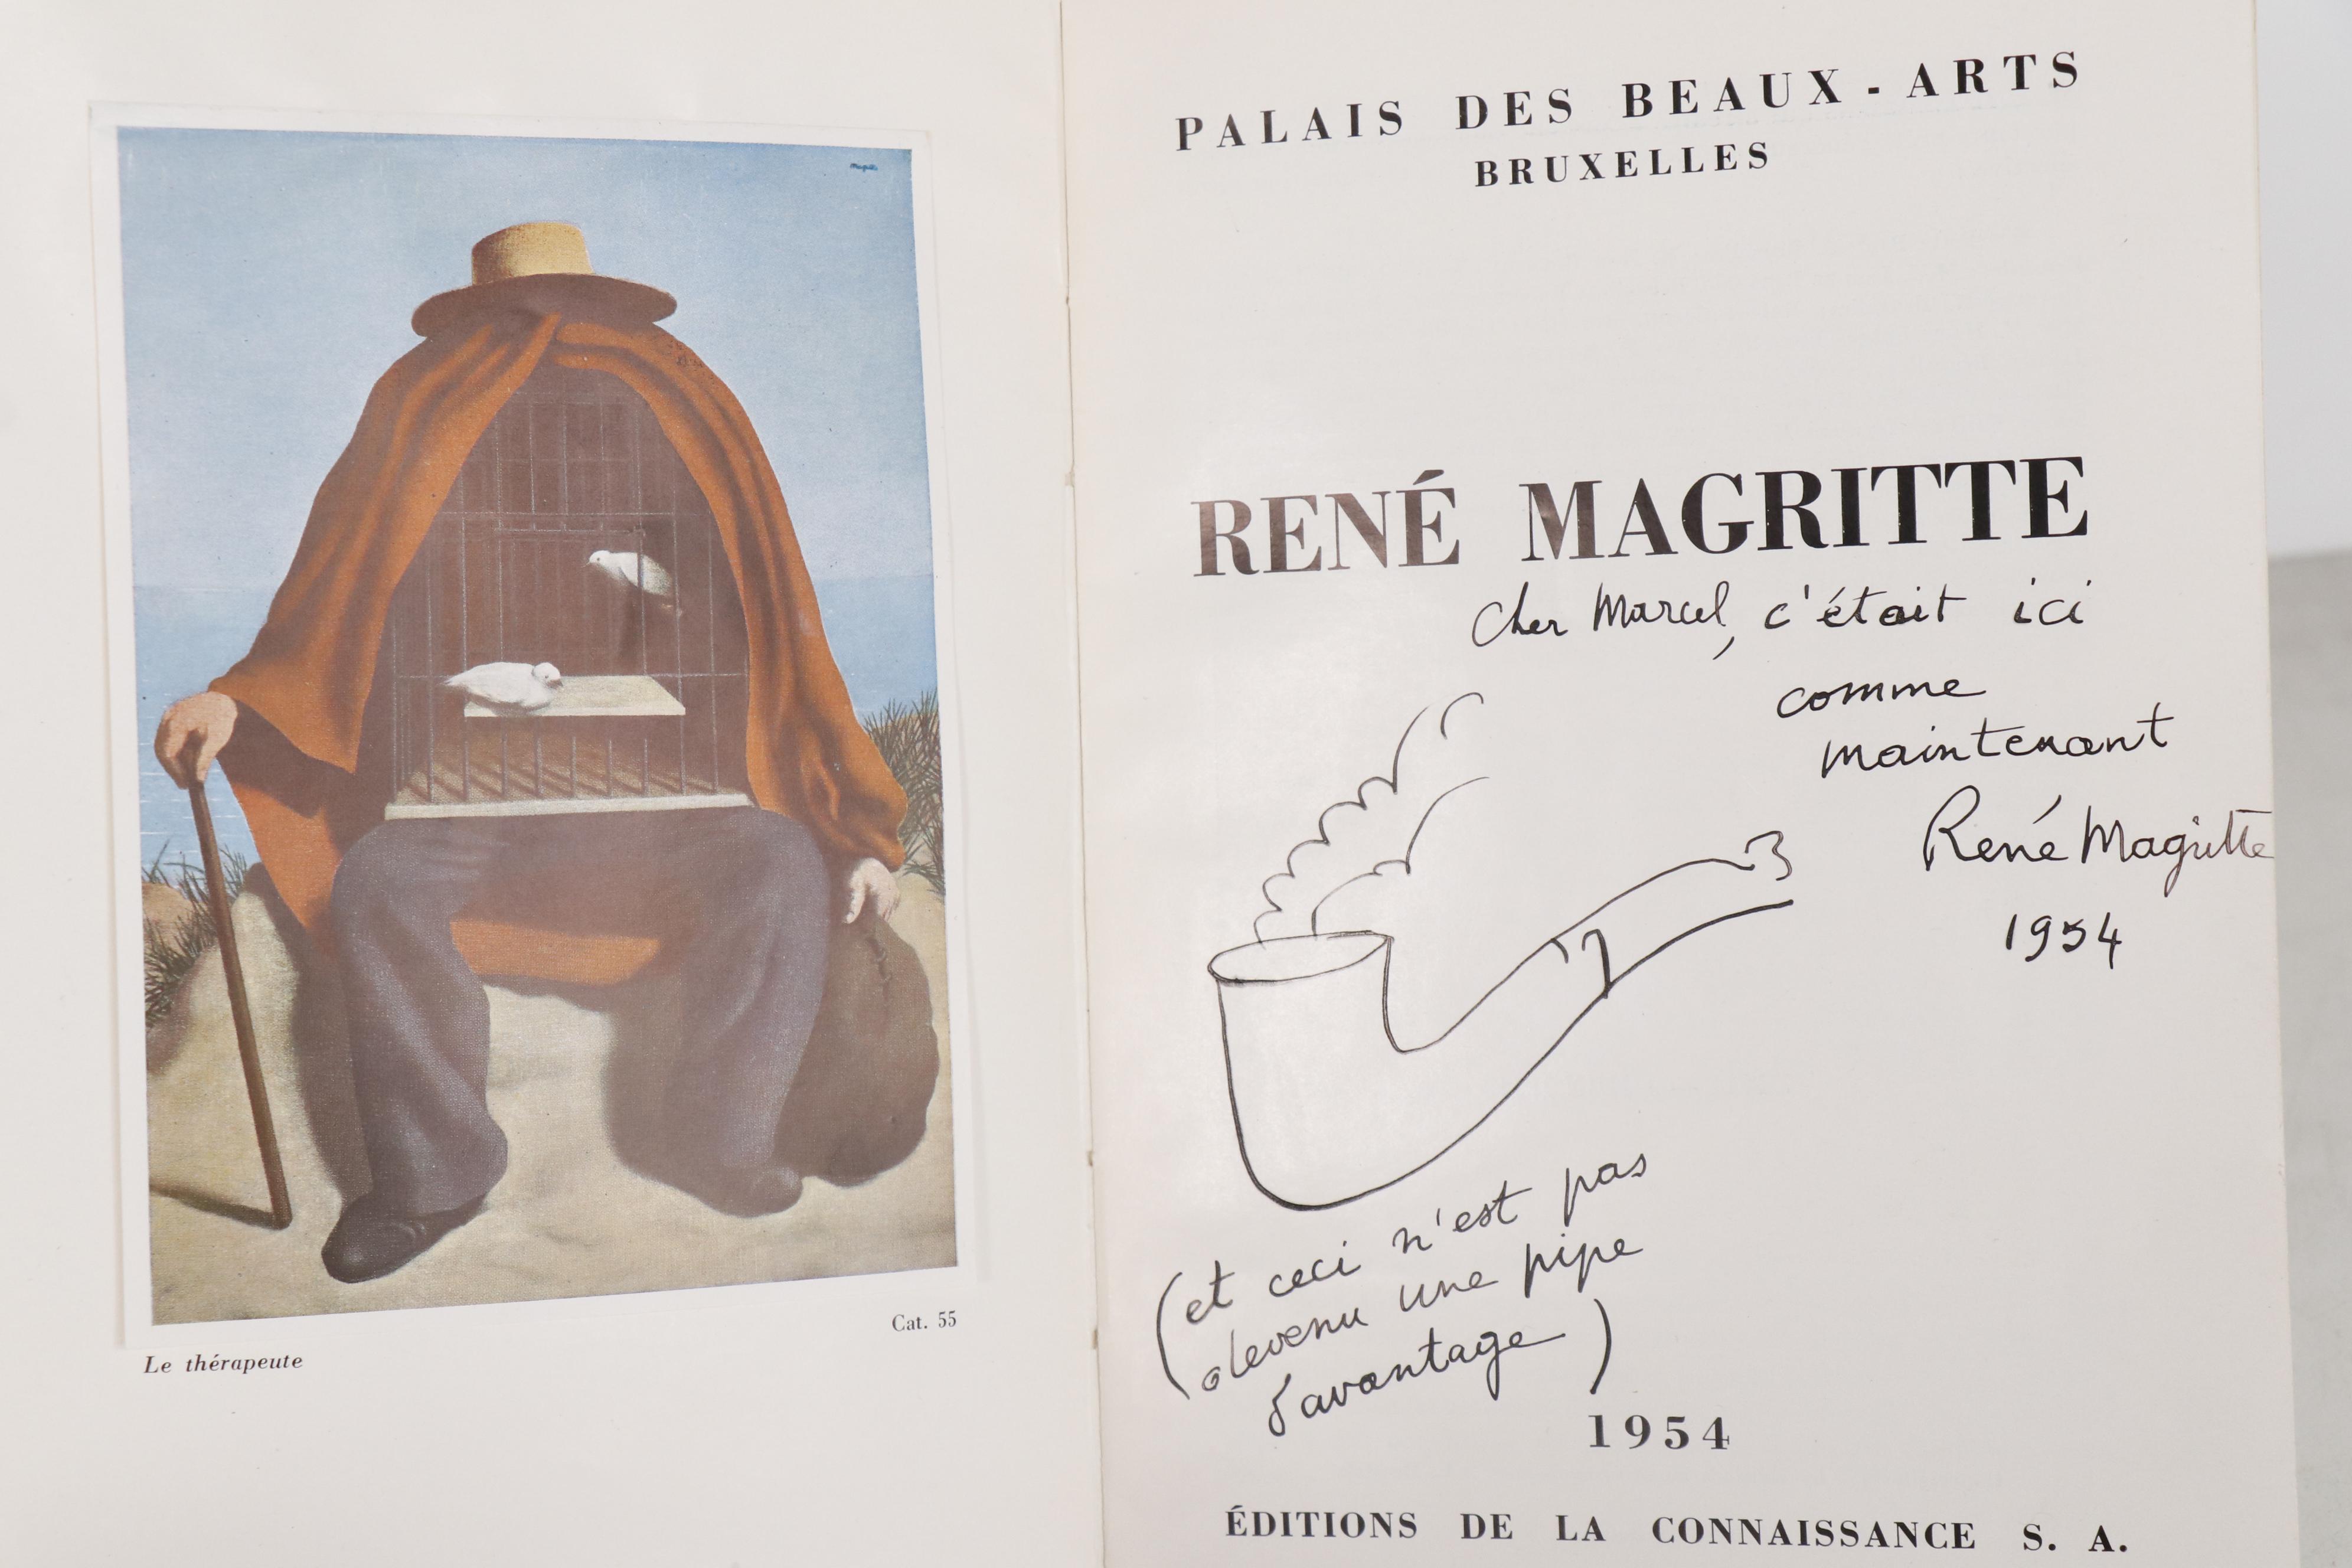 Magritte
Cat. 55
Le thérapeute
PALAIS DES BEAUX-ARTS
BRUXELLES
RENÉ MAGRITTE
Cher Marcel, c'était ici
comme
maintenant
René Magritte
1954
(et ceci n'est pas
devenu une pipe
davantage)
1954
ÉDITIONS DE LA CONNAISSANCE S. A.